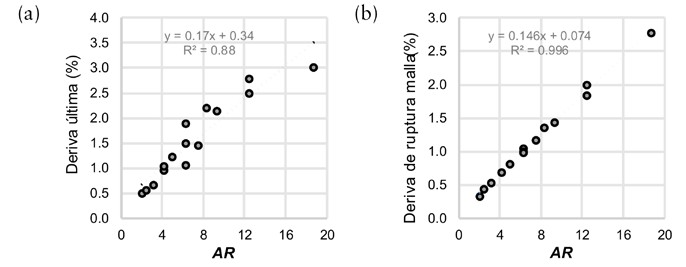 (a)
y = 0.17x + 0.34
R² = 0.88
Deriva última (%)
4.0
3.5
3.0
2.5
2.0
1.5
1.0
0.5
0.0
0 4 8 12 16 20
AR
(b)
y = 0.146x + 0.074
R² = 0.996
Deriva de ruptura malla(%)
3.0
2.5
2.0
1.5
1.0
0.5
0.0
0 4 8 12 16 20
AR